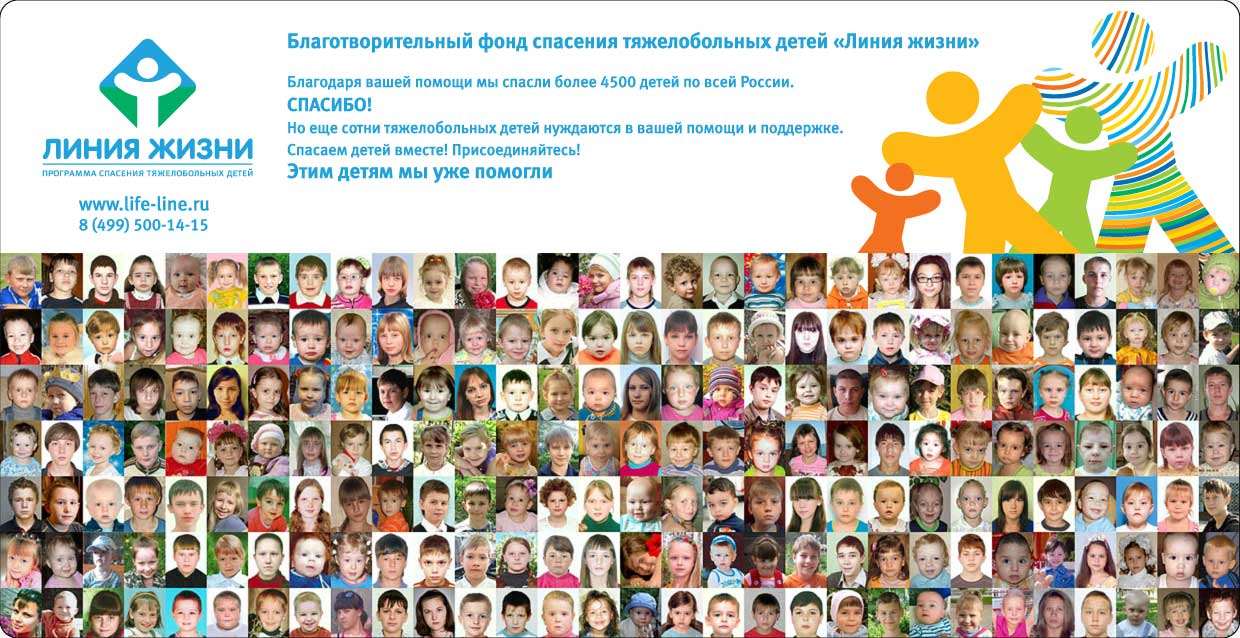 ЛИНИЯ ЖИЗНИ
ПРОГРАММА СПАСЕНИЯ ТЯЖЕЛОБОЛЬНЫХ ДЕТЕЙ
www.life-line.ru
8 (499) 500-14-15
Благотворительный фонд спасения тяжелобольных детей «Линия жизни»
Благодаря вашей помощи мы спасли более 4500 детей по всей России.
СПАСИБО!
Но еще сотни тяжелобольных детей нуждаются в вашей помощи и поддержке.
Спасаем детей вместе! Присоединяйтесь!
Этим детям мы уже помогли